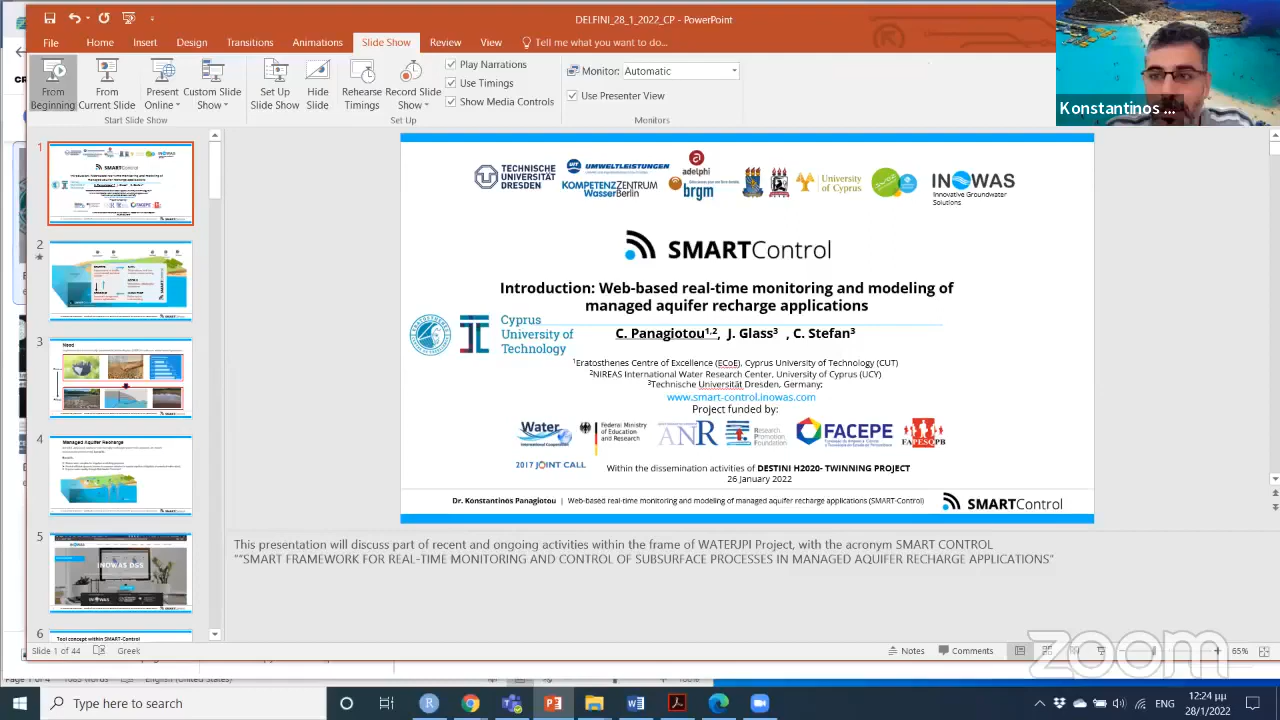 DELFINI_28_1_2022_CP - PowerPoint
File Home Insert Design Transitions Animations Slide Show Review View Tell me what you want to do...
From Beginning
From Current Slide
Present Online
Custom Slide Show
Start Slide Show
Set Up Slide Show
Hide Slide
Rehearse Timings
Record Slide Show
Play Narrations
Use Timings
Show Media Controls
Set Up
Monitor: Automatic
Use Presenter View
Monitors
Konstantinos ...
1
2
3
Need
4
Managed Aquifer Recharge
5
INOWAS DSS
6
Tool concept within SMART-Control
TECHNISCHE UNIVERSITÄT DRESDEN
UMWELTLEISTUNGEN
KOMPETENZZENTRUM
WasserBerlin
adelphi
brgm
University of Cyprus
INOWAS
Innovative Groundwater Solutions
SMARTControl
Introduction: Web-based real-time monitoring and modeling of
managed aquifer recharge applications
Cyprus
University of
Technology
C. Panagiotou1,2, J. Glass3 , C. Stefan3
1Eratosthenes Centre of Excellence (ECoE), Cyprus University of Technology (CUT)
2NIREAS International Water Research Center, University of Cyprus (UCY)
3Technische Universität Dresden, Germany;
www.smart-control.inowas.com
Project funded by:
Water
2017 JOINT CALL
Federal Ministry of Education and Research
ANR
Research Promotion Foundation
FACEPE
FAPESQPB
Within the dissemination activities of DESTINI H2020- TWINNING PROJECT
26 January 2022
Dr. Konstantinos Panagiotou | Web-based real-time monitoring and modeling of managed aquifer recharge applications (SMART-Control)
SMARTControl
This presentation will discuss part of recent and ongoing activities within the frame of WATERJPI Project, with the acronym SMART CONTROL
""SMART FRAMEWORK FOR REAL-TIME MONITORING AND CONTROL OF SUBSURFACE PROCESSES IN MANAGED AQUIFER RECHARGE APPLICATIONS"
Slide 1 of 44 Greek Notes Comments 65%
zoom
Type here to search
ENG
12:24 μμ
28/1/2022